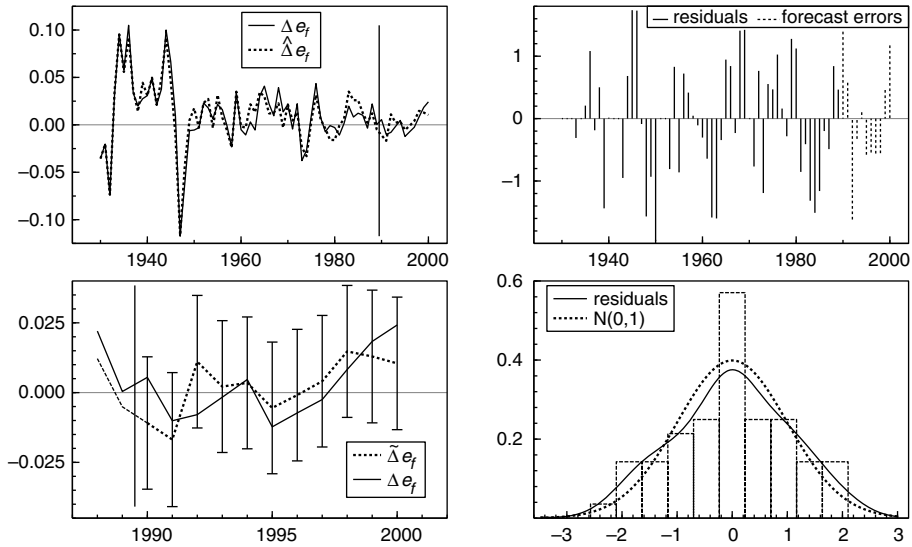 0.10
0.05
0.00
−0.05
−0.10
Δe_f
Δ̂e_f
1940 1960 1980 2000
1
0
−1
residuals forecast errors
1940 1960 1980 2000
0.025
0.000
−0.025
Δ̃e_f
Δe_f
1990 1995 2000
0.6
0.4
0.2
residuals
N(0,1)
−3 −2 −1 0 1 2 3